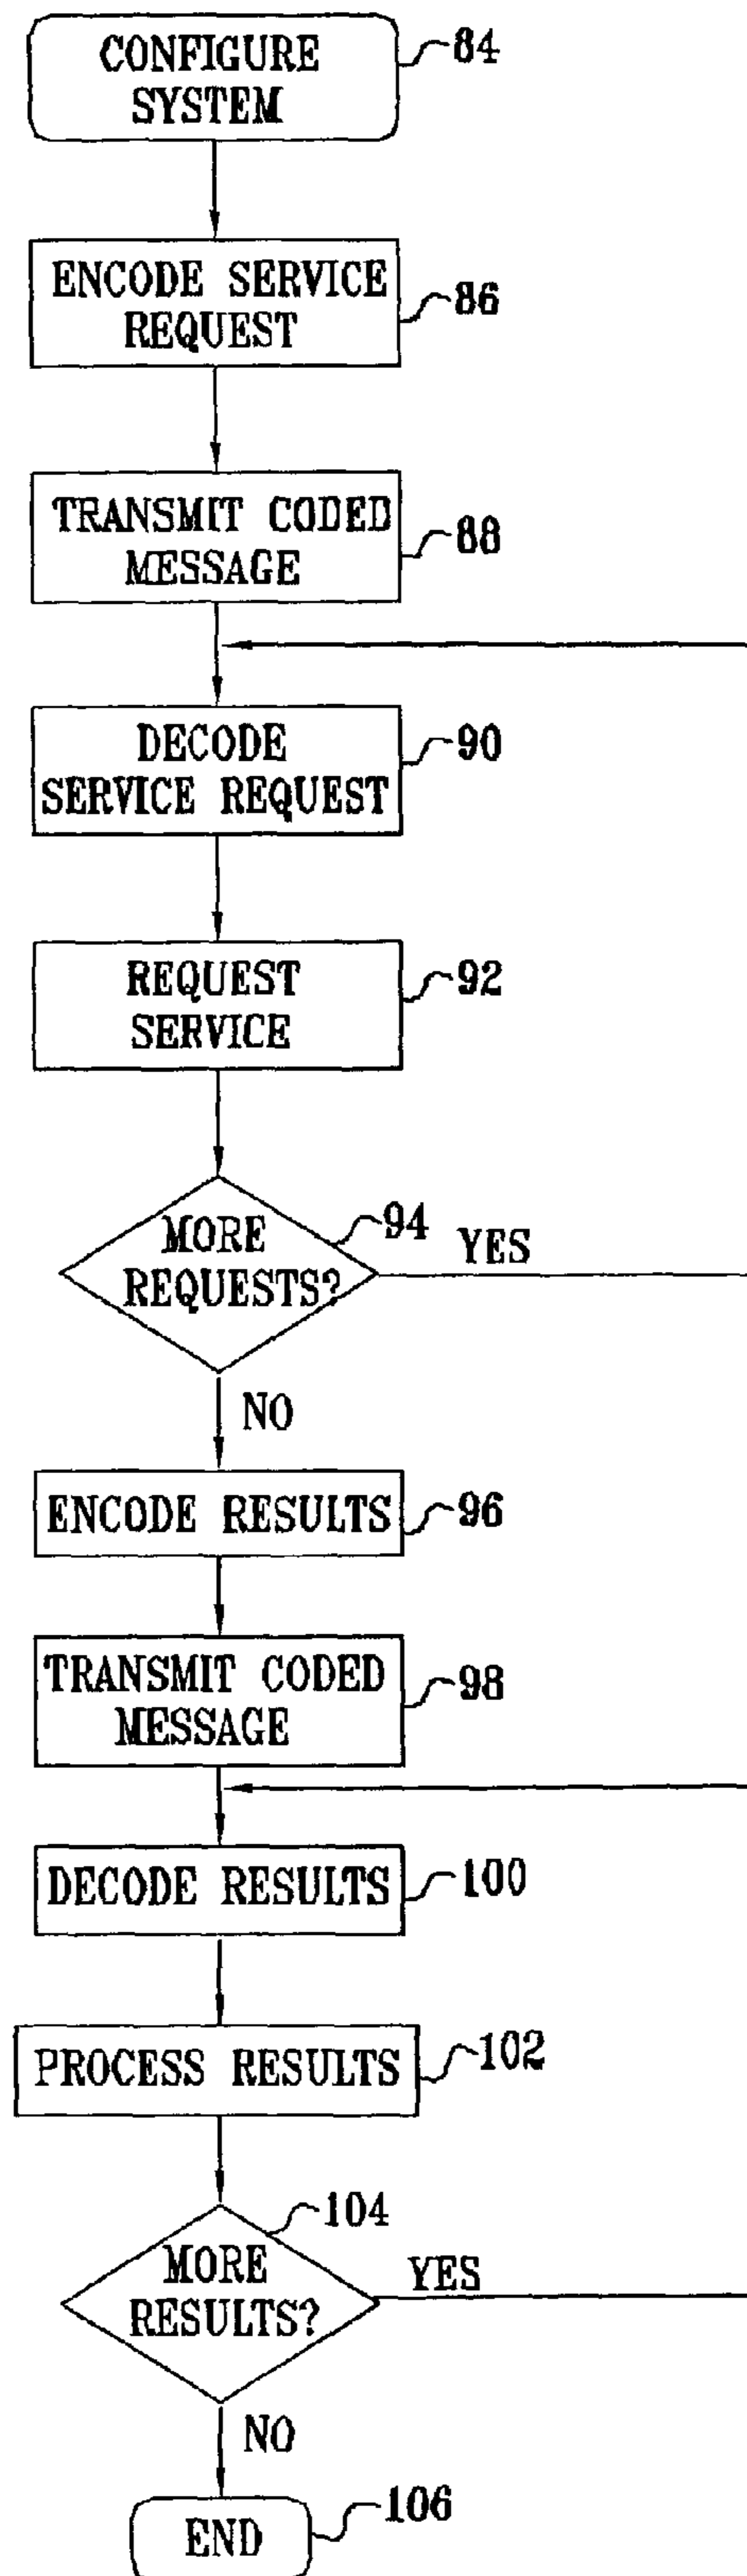 CONFIGURE
SYSTEM
84
ENCODE SERVICE
REQUEST
86
TRANSMIT CODED
MESSAGE
88
DECODE
SERVICE REQUEST
90
REQUEST
SERVICE
92
MORE
REQUESTS?
94
YES
NO
ENCODE RESULTS
96
TRANSMIT CODED
MESSAGE
98
DECODE RESULTS
100
PROCESS RESULTS
102
MORE
RESULTS?
104
YES
NO
END
106